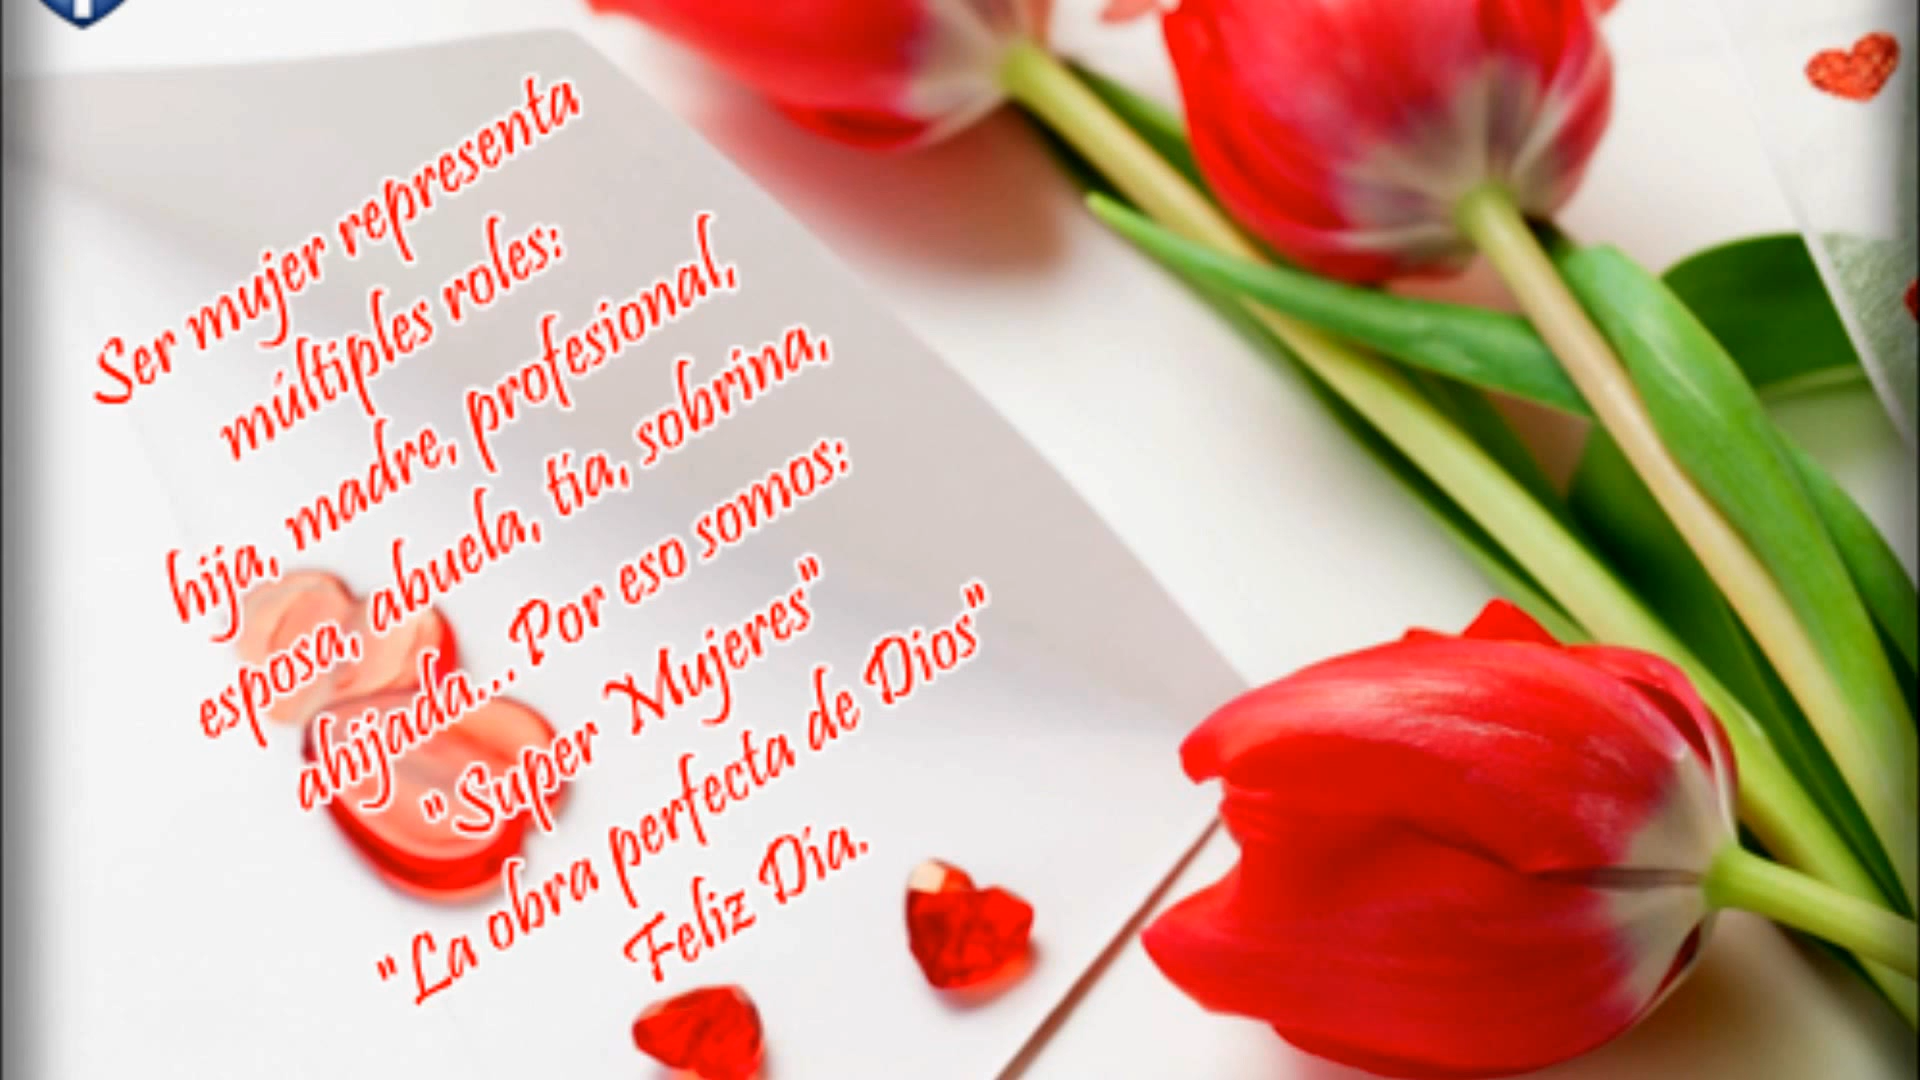 Ser mujer representa
múltiples roles:
hija, madre, profesional,
esposa, abuela, tía, sobrina,
ahijada...Por eso somos:
"Super Mujeres"
"La obra perfecta de Dios"
Feliz Día.